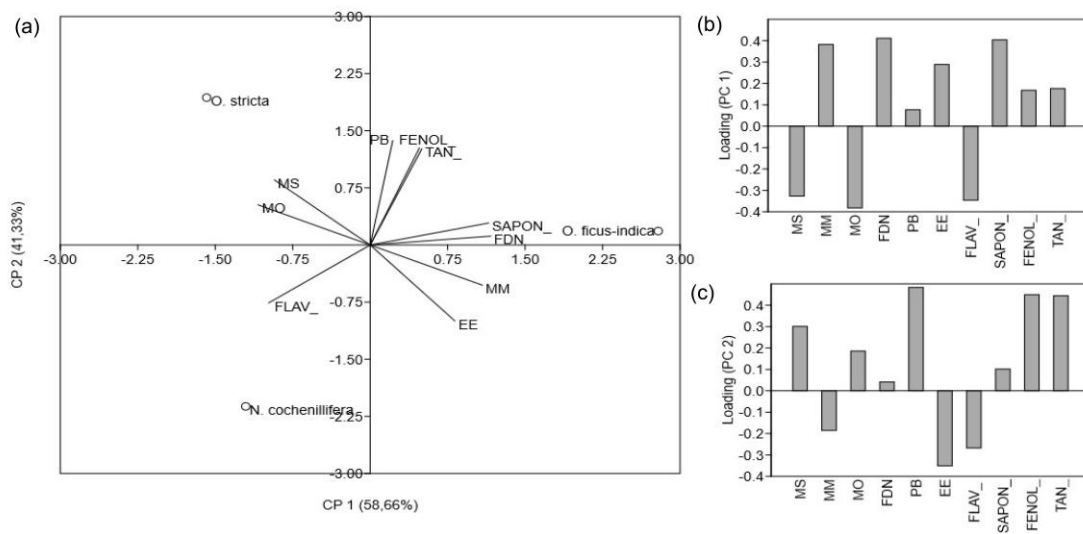 (a)
3.00
2.25
1.50
0.75
-3.00 -2.25 -1.50 -0.75 0.75 1.50 2.25 3.00
-0.75
-1.50
-2.25
-3.00
CP 2 (41,33%)
CP 1 (58,66%)
O. stricta
PB FENOL_
TAN_
MS
MO
SAPON_
FDN
O. ficus-indica
MM
FLAV_
EE
N. cochenillifera
(b)
Loading (PC 1)
0.4
0.3
0.2
0.1
0.0
-0.1
-0.2
-0.3
-0.4
MS MM MO FDN PB EE FLAV_ SAPON_ FENOL_ TAN_
(c)
Loading (PC 2)
0.4
0.3
0.2
0.1
0.0
-0.1
-0.2
-0.3
-0.4
MS MM MO FDN PB EE FLAV_ SAPON_ FENOL_ TAN_